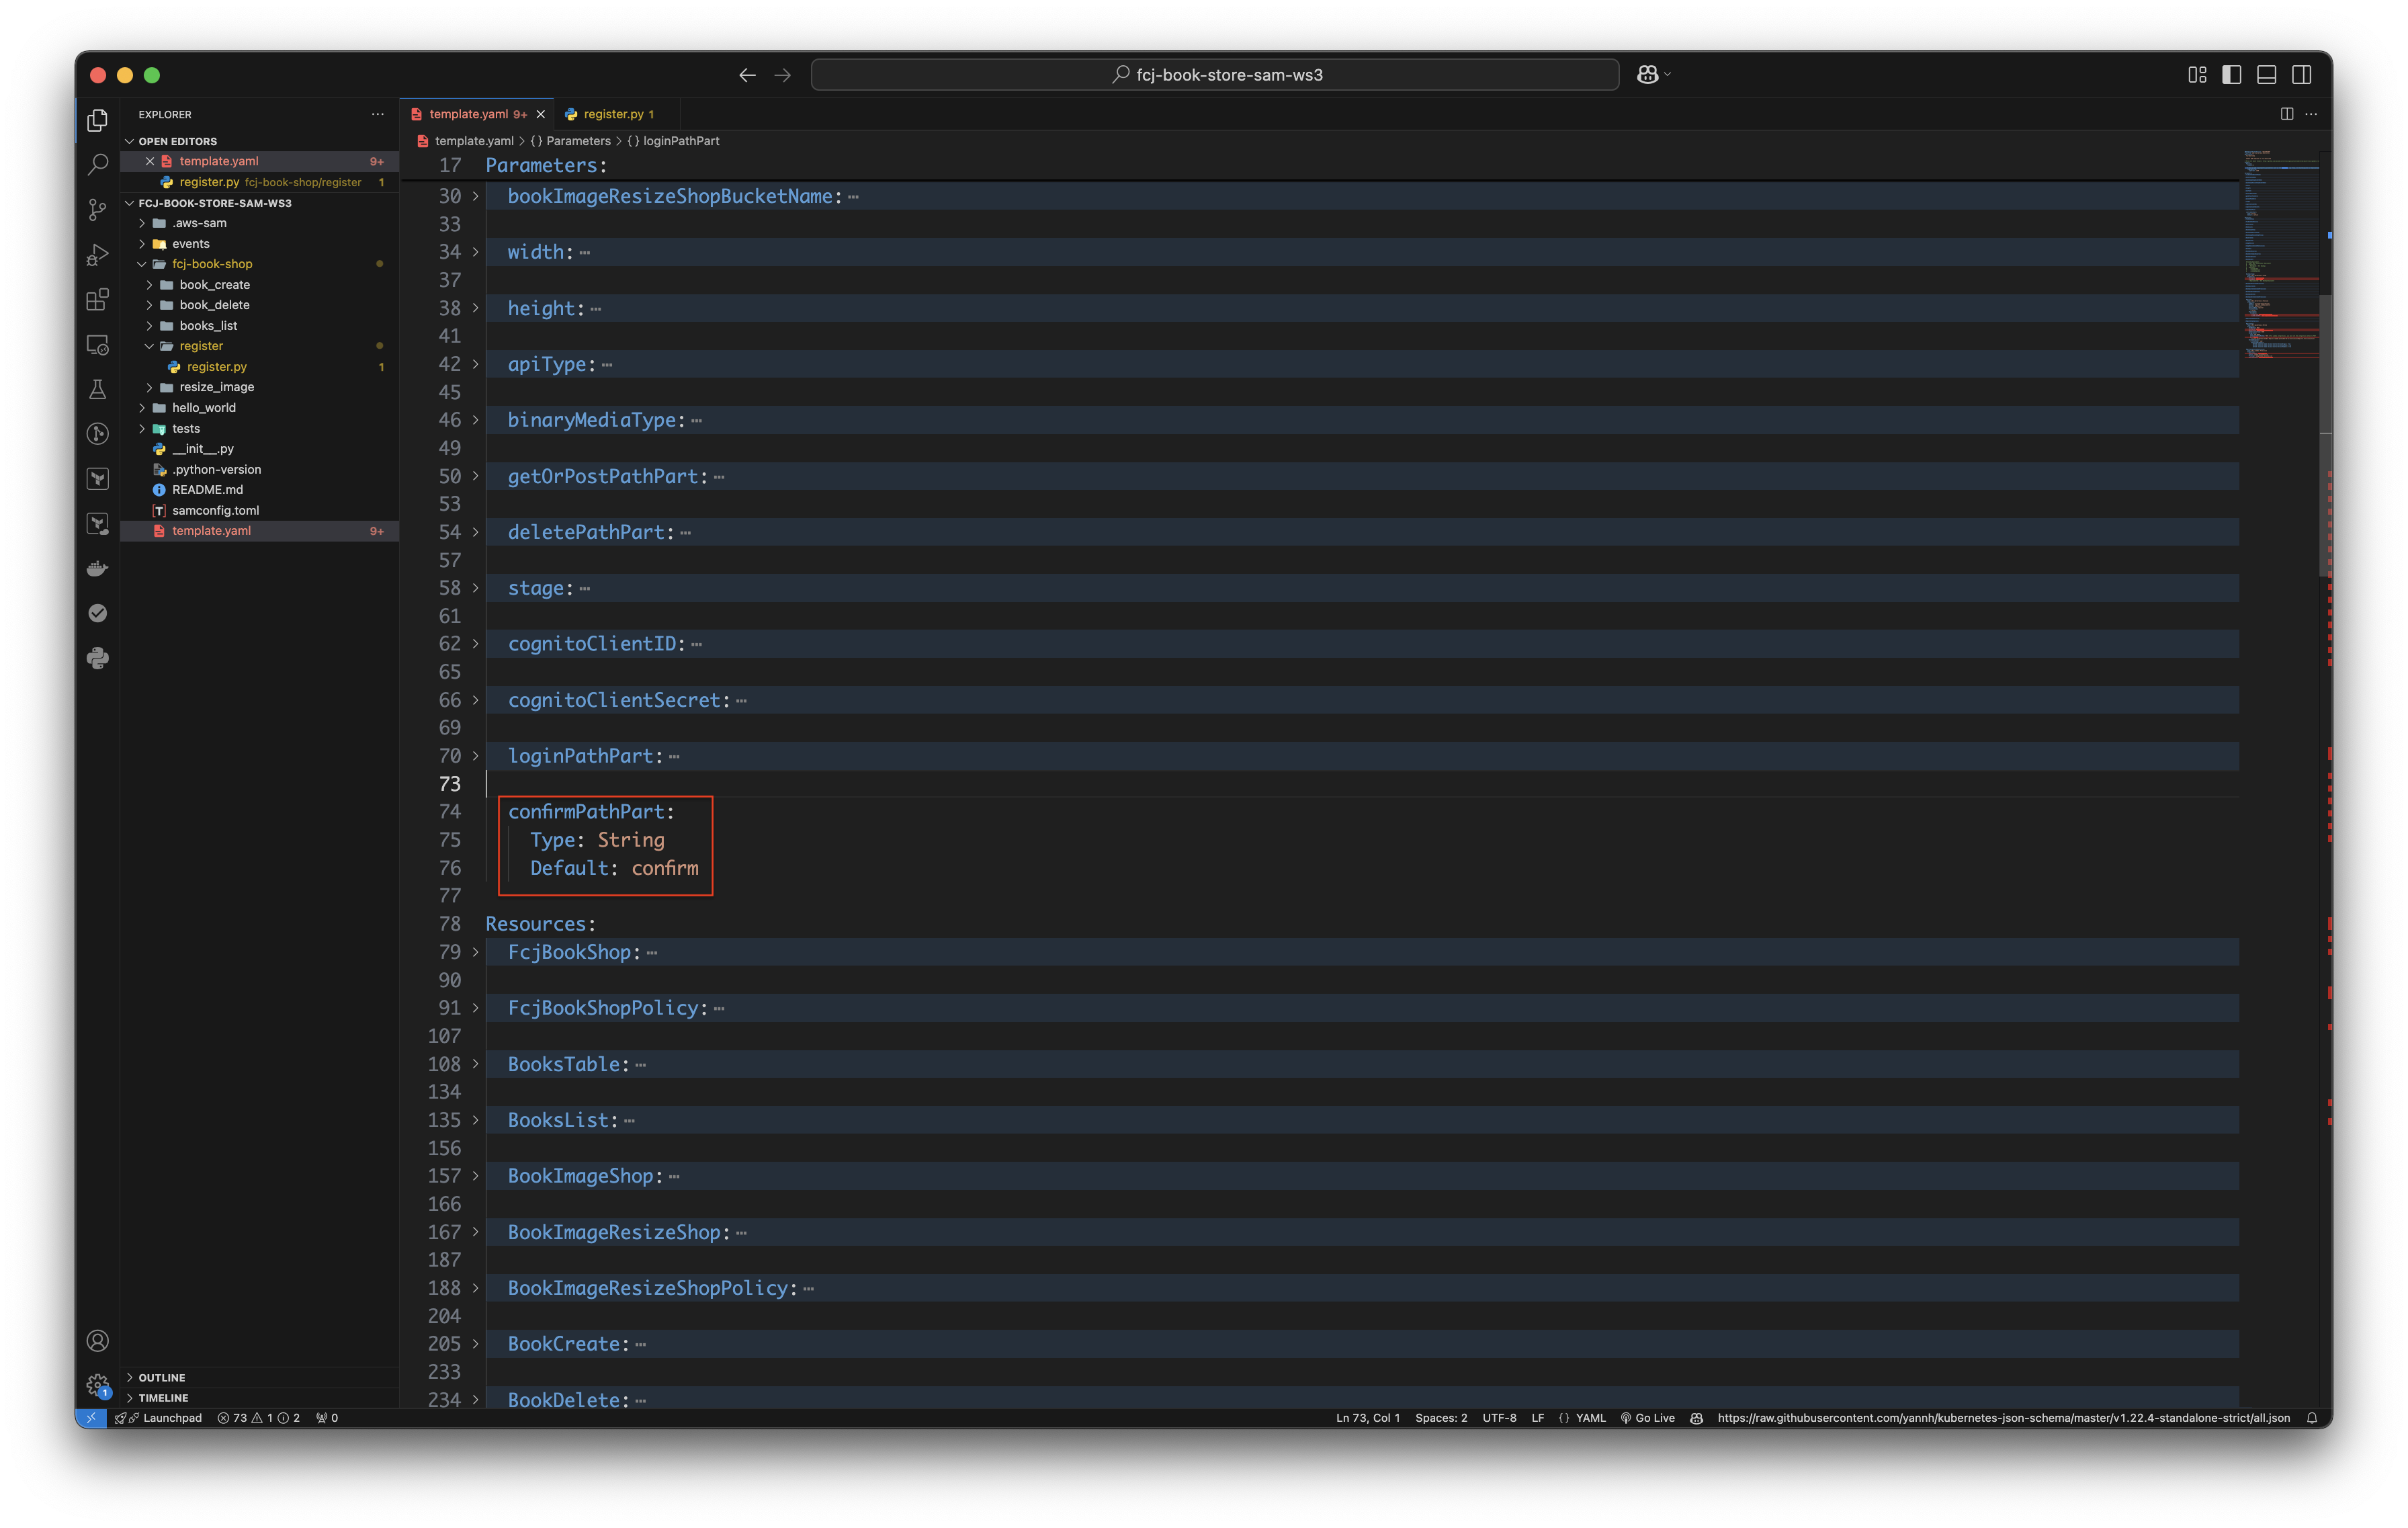 fcj-book-store-sam-ws3
EXPLORER
OPEN EDITORS
template.yaml 9+
register.py fcj-book-shop/register 1
FCJ-BOOK-STORE-SAM-WS3
.aws-sam
events
fcj-book-shop
book_create
book_delete
books_list
register
register.py 1
resize_image
hello_world
tests
__init__.py
.python-version
README.md
samconfig.toml
template.yaml 9+
OUTLINE
TIMELINE
template.yaml 9+
register.py 1
template.yaml > {} Parameters > {} loginPathPart
17 Parameters:
30 bookImageResizeShopBucketName: ...
33
34 width: ...
37
38 height: ...
41
42 apiType: ...
45
46 binaryMediaType: ...
49
50 getOrPostPathPart: ...
53
54 deletePathPart: ...
57
58 stage: ...
61
62 cognitoClientID: ...
65
66 cognitoClientSecret: ...
69
70 loginPathPart: ...
73
74 confirmPathPart:
75 Type: String
76 Default: confirm
77
78 Resources:
79 FcjBookShop: ...
90
91 FcjBookShopPolicy: ...
107
108 BooksTable: ...
134
135 BooksList: ...
156
157 BookImageShop: ...
166
167 BookImageResizeShop: ...
187
188 BookImageResizeShopPolicy: ...
204
205 BookCreate: ...
233
234 BookDelete: ...
1
Launchpad 73 1 2 0 Ln 73, Col 1 Spaces: 2 UTF-8 LF {} YAML Go Live https://raw.githubusercontent.com/yannh/kubernetes-json-schema/master/v1.22.4-standalone-strict/all.json